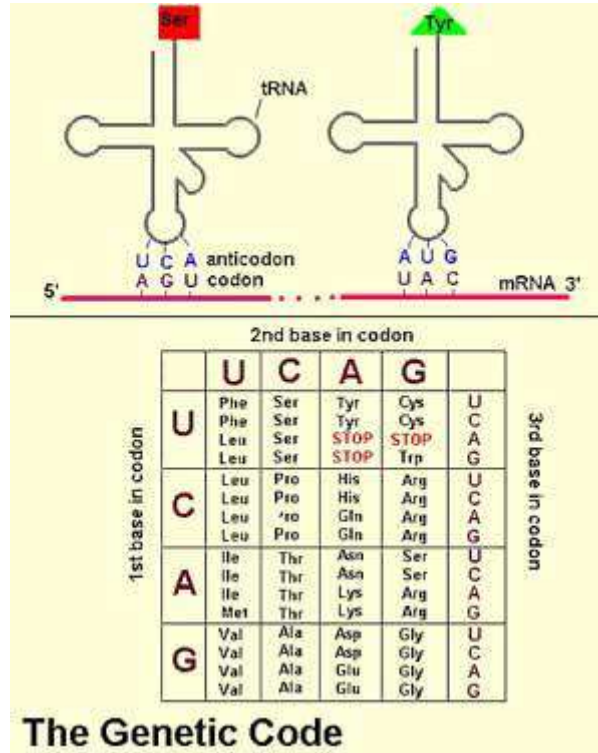 Ser Tyr
tRNA
U C A anticodon A U G
A G U codon U A C
5' mRNA 3'
2nd base in codon
U C A G
1st base in codon
3rd base in codon
U
Phe Ser Tyr Cys U
Phe Ser Tyr Cys C
Leu Ser STOP STOP A
Leu Ser STOP Trp G
C
Leu Pro His Arg U
Leu Pro His Arg C
Leu Pro Gln Arg A
Leu Pro Gln Arg G
A
Ile Thr Asn Ser U
Ile Thr Asn Ser C
Ile Thr Lys Arg A
Met Thr Lys Arg G
G
Val Ala Asp Gly U
Val Ala Asp Gly C
Val Ala Glu Gly A
Val Ala Glu Gly G
The Genetic Code